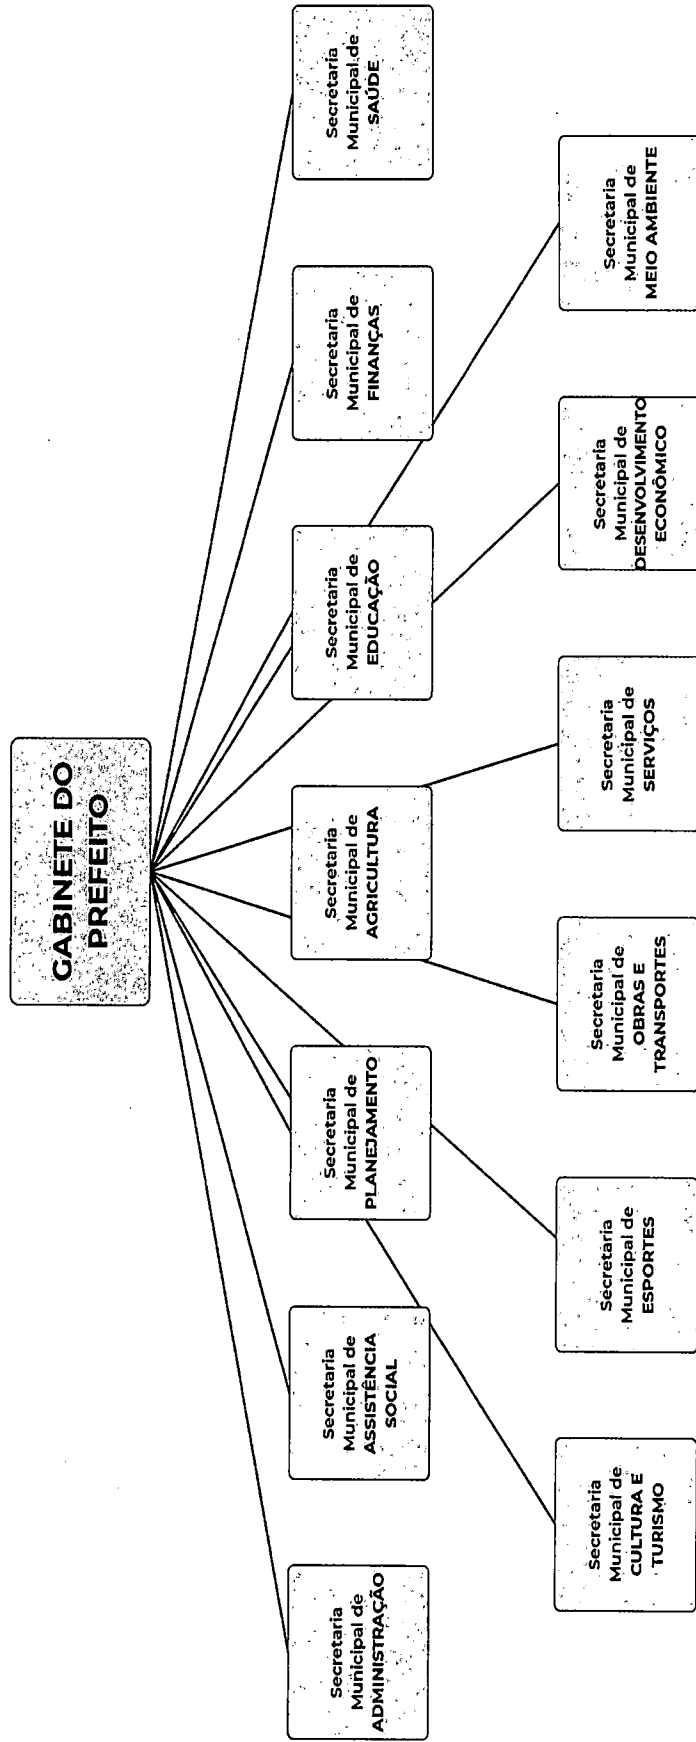 GABINETE DO
PREFEITO
Secretaria
Municipal de
ADMINISTRAÇÃO
Secretaria
Municipal de
ASSISTÊNCIA
SOCIAL
Secretaria
Municipal de
PLANEJAMENTO
Secretaria
Municipal de
AGRICULTURA
Secretaria
Municipal de
EDUCAÇÃO
Secretaria
Municipal de
FINANÇAS
Secretaria
Municipal de
SAÚDE
Secretaria
Municipal de
CULTURA E
TURISMO
Secretaria
Municipal de
ESPORTES
Secretaria
Municipal de
OBRAS E
TRANSPORTES
Secretaria
Municipal de
SERVIÇOS
Secretaria
Municipal de
DESENVOLVIMENTO
ECONÔMICO
Secretaria
Municipal de
MEIO AMBIENTE